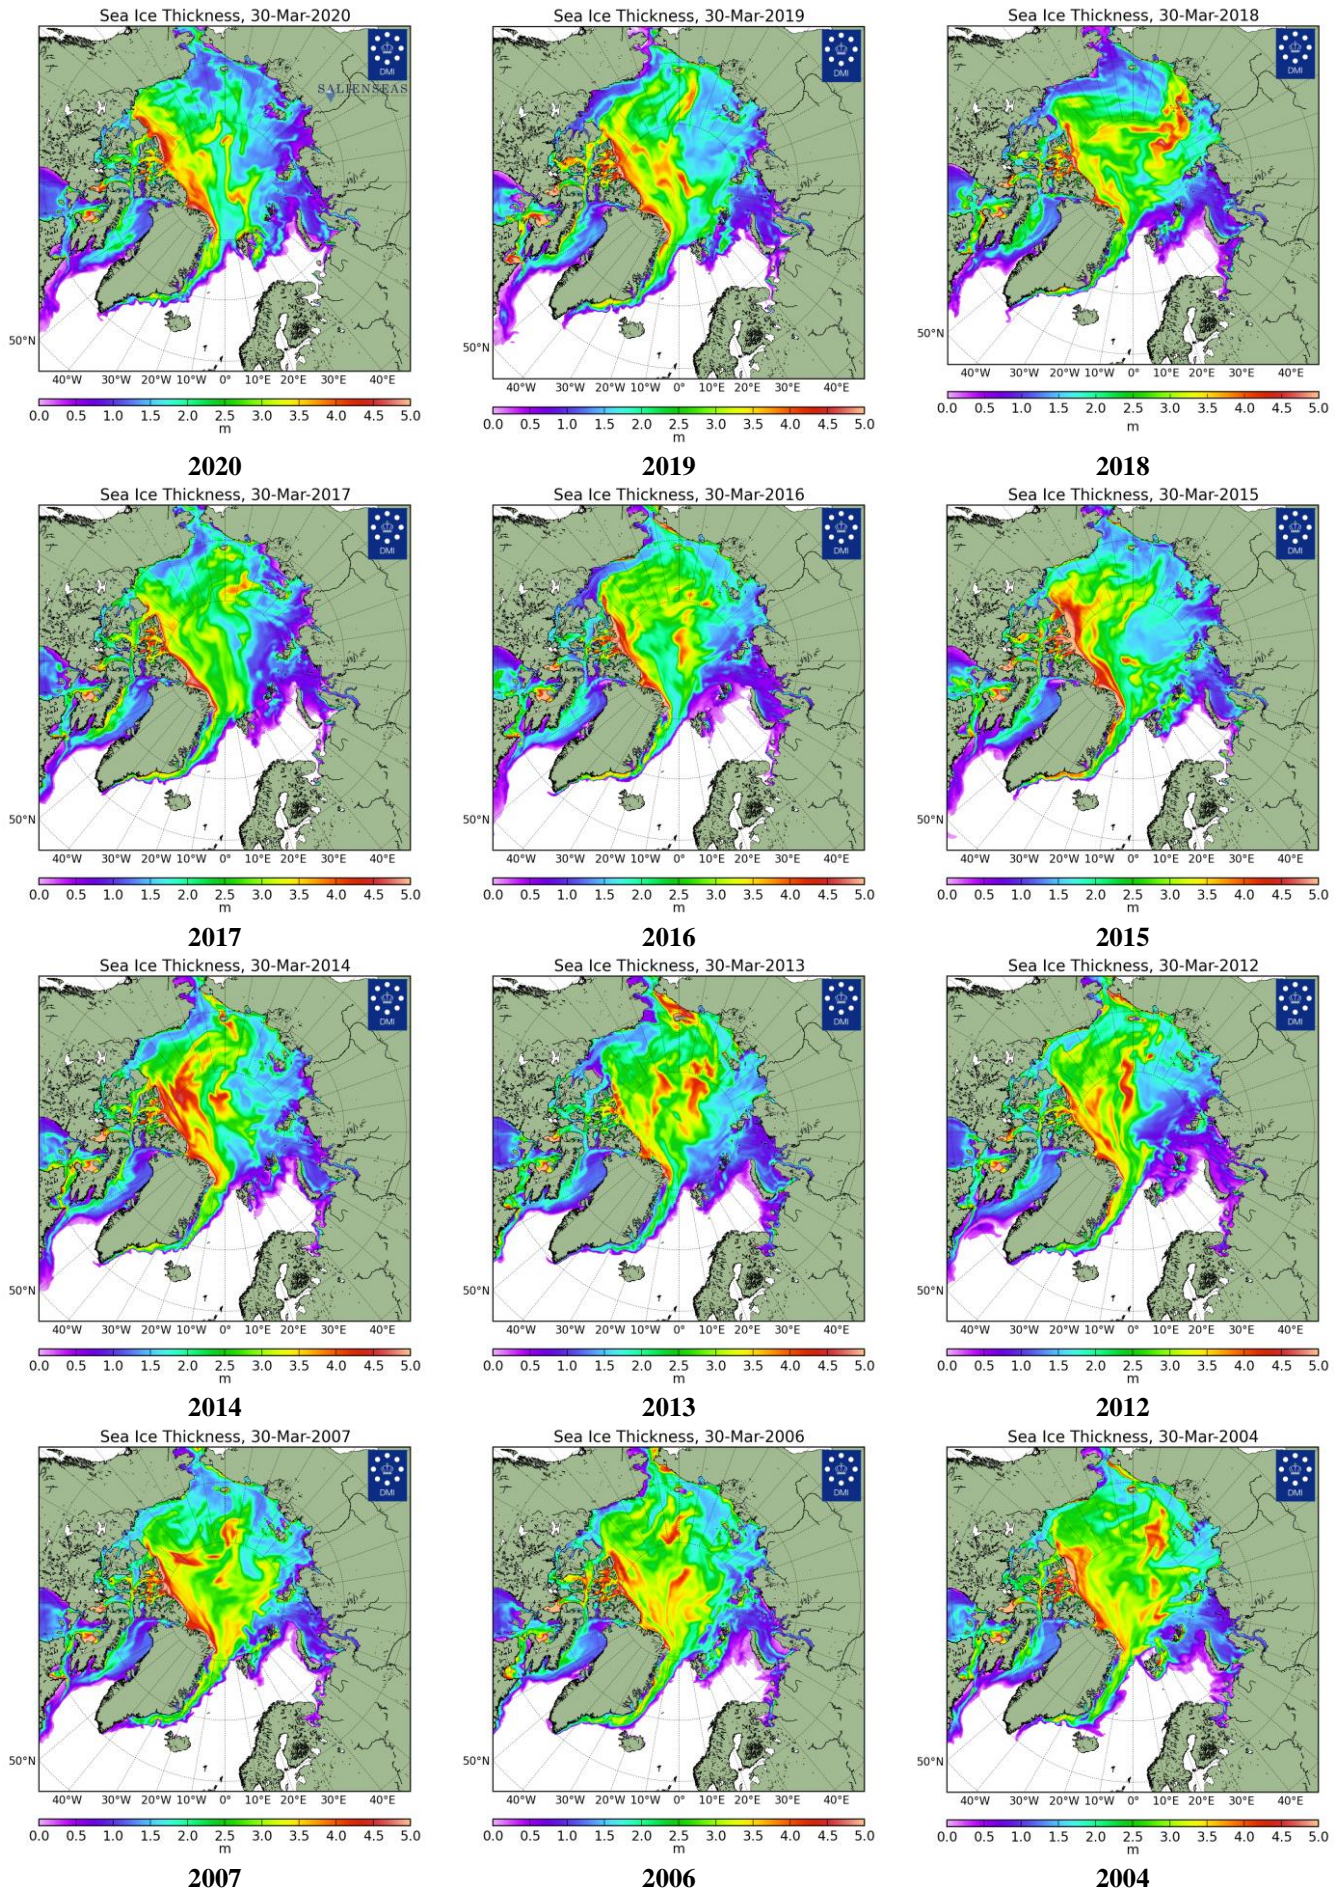 Sea Ice Thickness, 30-Mar-2020 Sea Ice Thickness, 30-Mar-2019 Sea Ice Thickness, 30-Mar-2018
DMI DMI DMI
SALIENSEAS
50°N 50°N 50°N
40°W 30°W 20°W 10°W 0° 10°E 20°E 30°E 40°E 40°W 30°W 20°W 10°W 0° 10°E 20°E 30°E 40°E 40°W 30°W 20°W 10°W 0° 10°E 20°E 30°E 40°E
0.0 0.5 1.0 1.5 2.0 2.5 3.0 3.5 4.0 4.5 5.0 0.0 0.5 1.0 1.5 2.0 2.5 3.0 3.5 4.0 4.5 5.0 0.0 0.5 1.0 1.5 2.0 2.5 3.0 3.5 4.0 4.5 5.0
m m m
2020 2019 2018
Sea Ice Thickness, 30-Mar-2017 Sea Ice Thickness, 30-Mar-2016 Sea Ice Thickness, 30-Mar-2015
DMI DMI DMI
50°N 50°N 50°N
40°W 30°W 20°W 10°W 0° 10°E 20°E 30°E 40°E 40°W 30°W 20°W 10°W 0° 10°E 20°E 30°E 40°E 40°W 30°W 20°W 10°W 0° 10°E 20°E 30°E 40°E
0.0 0.5 1.0 1.5 2.0 2.5 3.0 3.5 4.0 4.5 5.0 0.0 0.5 1.0 1.5 2.0 2.5 3.0 3.5 4.0 4.5 5.0 0.0 0.5 1.0 1.5 2.0 2.5 3.0 3.5 4.0 4.5 5.0
m m m
2017 2016 2015
Sea Ice Thickness, 30-Mar-2014 Sea Ice Thickness, 30-Mar-2013 Sea Ice Thickness, 30-Mar-2012
DMI DMI DMI
50°N 50°N 50°N
40°W 30°W 20°W 10°W 0° 10°E 20°E 30°E 40°E 40°W 30°W 20°W 10°W 0° 10°E 20°E 30°E 40°E 40°W 30°W 20°W 10°W 0° 10°E 20°E 30°E 40°E
0.0 0.5 1.0 1.5 2.0 2.5 3.0 3.5 4.0 4.5 5.0 0.0 0.5 1.0 1.5 2.0 2.5 3.0 3.5 4.0 4.5 5.0 0.0 0.5 1.0 1.5 2.0 2.5 3.0 3.5 4.0 4.5 5.0
m m m
2014 2013 2012
Sea Ice Thickness, 30-Mar-2007 Sea Ice Thickness, 30-Mar-2006 Sea Ice Thickness, 30-Mar-2004
DMI DMI DMI
50°N 50°N 50°N
40°W 30°W 20°W 10°W 0° 10°E 20°E 30°E 40°E 40°W 30°W 20°W 10°W 0° 10°E 20°E 30°E 40°E 40°W 30°W 20°W 10°W 0° 10°E 20°E 30°E 40°E
0.0 0.5 1.0 1.5 2.0 2.5 3.0 3.5 4.0 4.5 5.0 0.0 0.5 1.0 1.5 2.0 2.5 3.0 3.5 4.0 4.5 5.0 0.0 0.5 1.0 1.5 2.0 2.5 3.0 3.5 4.0 4.5 5.0
m m m
2007 2006 2004